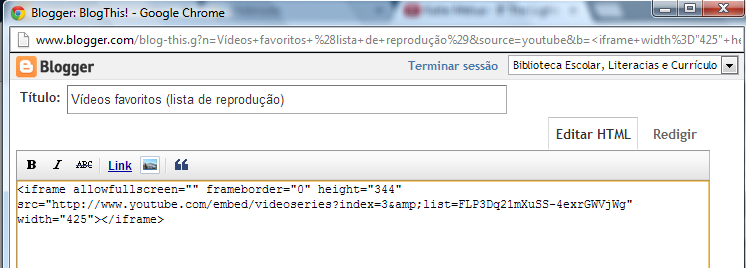 Blogger: BlogThis! - Google Chrome
www.blogger.com/blog-this.g?n=Vídeos+favoritos+%28lista+de+reprodução%29&source=youtube&b=<iframe+width%3D"425"+he
Blogger Terminar sessão Biblioteca Escolar, Literacias e Currículo
Título: Vídeos favoritos (lista de reprodução)
Editar HTML Redigir
B I ABC Link “
<iframe allowfullscreen="" frameborder="0" height="344"
src="http://www.youtube.com/embed/videoseries?index=3&amp;list=FLP3Dq21mXuSS-4exrGWVjWg"
width="425"></iframe>